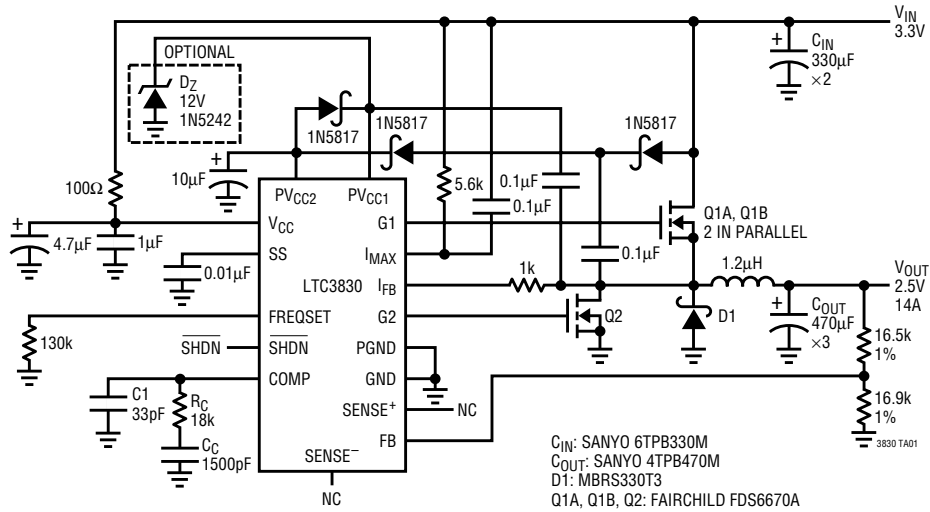 VIN
3.3V
CIN
330µF
×2
+
OPTIONAL
DZ
12V
1N5242
1N5817
1N5817
1N5817
+
10µF
100Ω
5.6k
0.1µF
0.1µF
0.1µF
PVCC2
PVCC1
VCC
G1
Q1A, Q1B
2 IN PARALLEL
+
4.7µF
1µF
SS
IMAX
0.01µF
LTC3830
1k
IFB
1.2µH
VOUT
2.5V
14A
FREQSET
G2
Q2
D1
+
COUT
470µF
×3
16.5k
1%
130k
SHDN
SHDN
PGND
COMP
GND
C1
33pF
RC
18k
SENSE+
NC
16.9k
1%
FB
CC
1500pF
SENSE–
NC
3830 TA01
CIN: SANYO 6TPB330M
COUT: SANYO 4TPB470M
D1: MBRS330T3
Q1A, Q1B, Q2: FAIRCHILD FDS6670A